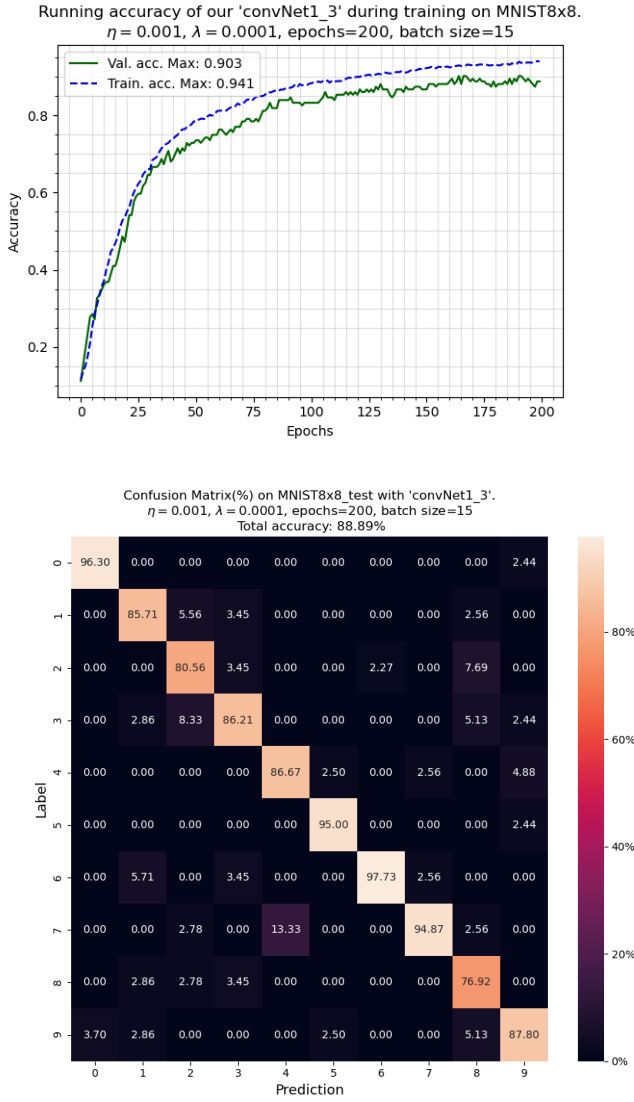 Running accuracy of our 'convNet1_3' during training on MNIST8x8.
η = 0.001, λ = 0.0001, epochs=200, batch size=15
Val. acc. Max: 0.903
Train. acc. Max: 0.941
Accuracy
0.8
0.6
0.4
0.2
0 25 50 75 100 125 150 175 200
Epochs
Confusion Matrix(%) on MNIST8x8_test with 'convNet1_3'.
η = 0.001, λ = 0.0001, epochs=200, batch size=15
Total accuracy: 88.89%
Label
0 96.30 0.00 0.00 0.00 0.00 0.00 0.00 0.00 0.00 2.44
1 0.00 85.71 5.56 3.45 0.00 0.00 0.00 0.00 2.56 0.00
2 0.00 0.00 80.56 3.45 0.00 0.00 2.27 0.00 7.69 0.00
3 0.00 2.86 8.33 86.21 0.00 0.00 0.00 0.00 5.13 2.44
4 0.00 0.00 0.00 0.00 86.67 2.50 0.00 2.56 0.00 4.88
5 0.00 0.00 0.00 0.00 0.00 95.00 0.00 0.00 0.00 2.44
6 0.00 5.71 0.00 3.45 0.00 0.00 97.73 2.56 0.00 0.00
7 0.00 0.00 2.78 0.00 13.33 0.00 0.00 94.87 2.56 0.00
8 0.00 2.86 2.78 3.45 0.00 0.00 0.00 0.00 76.92 0.00
9 3.70 2.86 0.00 0.00 0.00 2.50 0.00 0.00 5.13 87.80
0 1 2 3 4 5 6 7 8 9
Prediction
80%
60%
40%
20%
0%